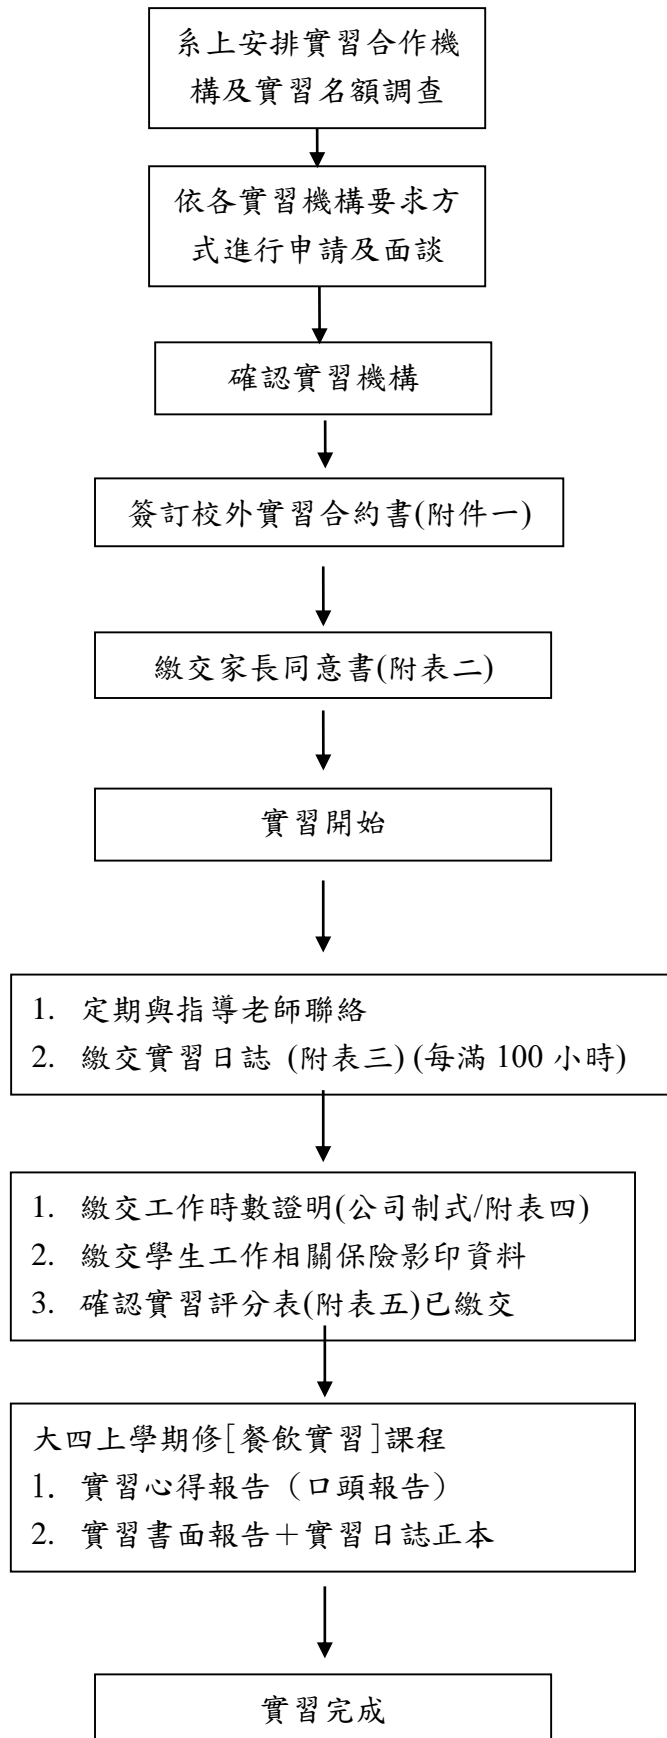 系上安排實習合作機
構及實習名額調查
依各實習機構要求方
式進行申請及面談
確認實習機構
簽訂校外實習合約書(附件一)
繳交家長同意書(附表二)
實習開始
1. 定期與指導老師聯絡
2. 繳交實習日誌 (附表三) (每滿 100 小時)
1. 繳交工作時數證明(公司制式/附表四)
2. 繳交學生工作相關保險影印資料
3. 確認實習評分表(附表五)已繳交
大四上學期修[餐飲實習]課程
1. 實習心得報告（口頭報告）
2. 實習書面報告＋實習日誌正本
實習完成